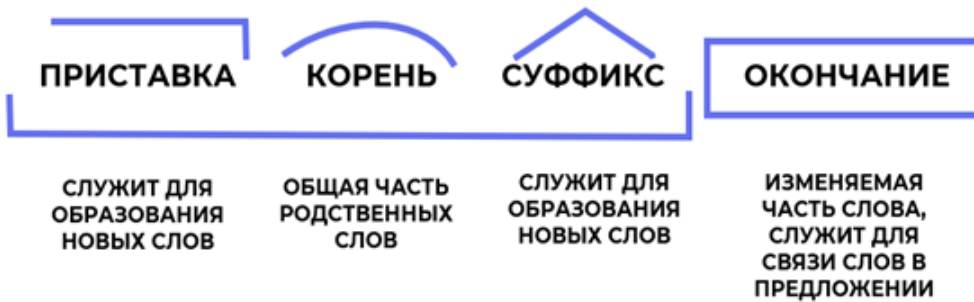 ПРИСТАВКА КОРЕНЬ СУФФИКС ОКОНЧАНИЕ
СЛУЖИТ ДЛЯ
ОБРАЗОВАНИЯ
НОВЫХ СЛОВ
ОБЩАЯ ЧАСТЬ
РОДСТВЕННЫХ
СЛОВ
СЛУЖИТ ДЛЯ
ОБРАЗОВАНИЯ
НОВЫХ СЛОВ
ИЗМЕНЯЕМАЯ
ЧАСТЬ СЛОВА,
СЛУЖИТ ДЛЯ
СВЯЗИ СЛОВ В
ПРЕДЛОЖЕНИИ